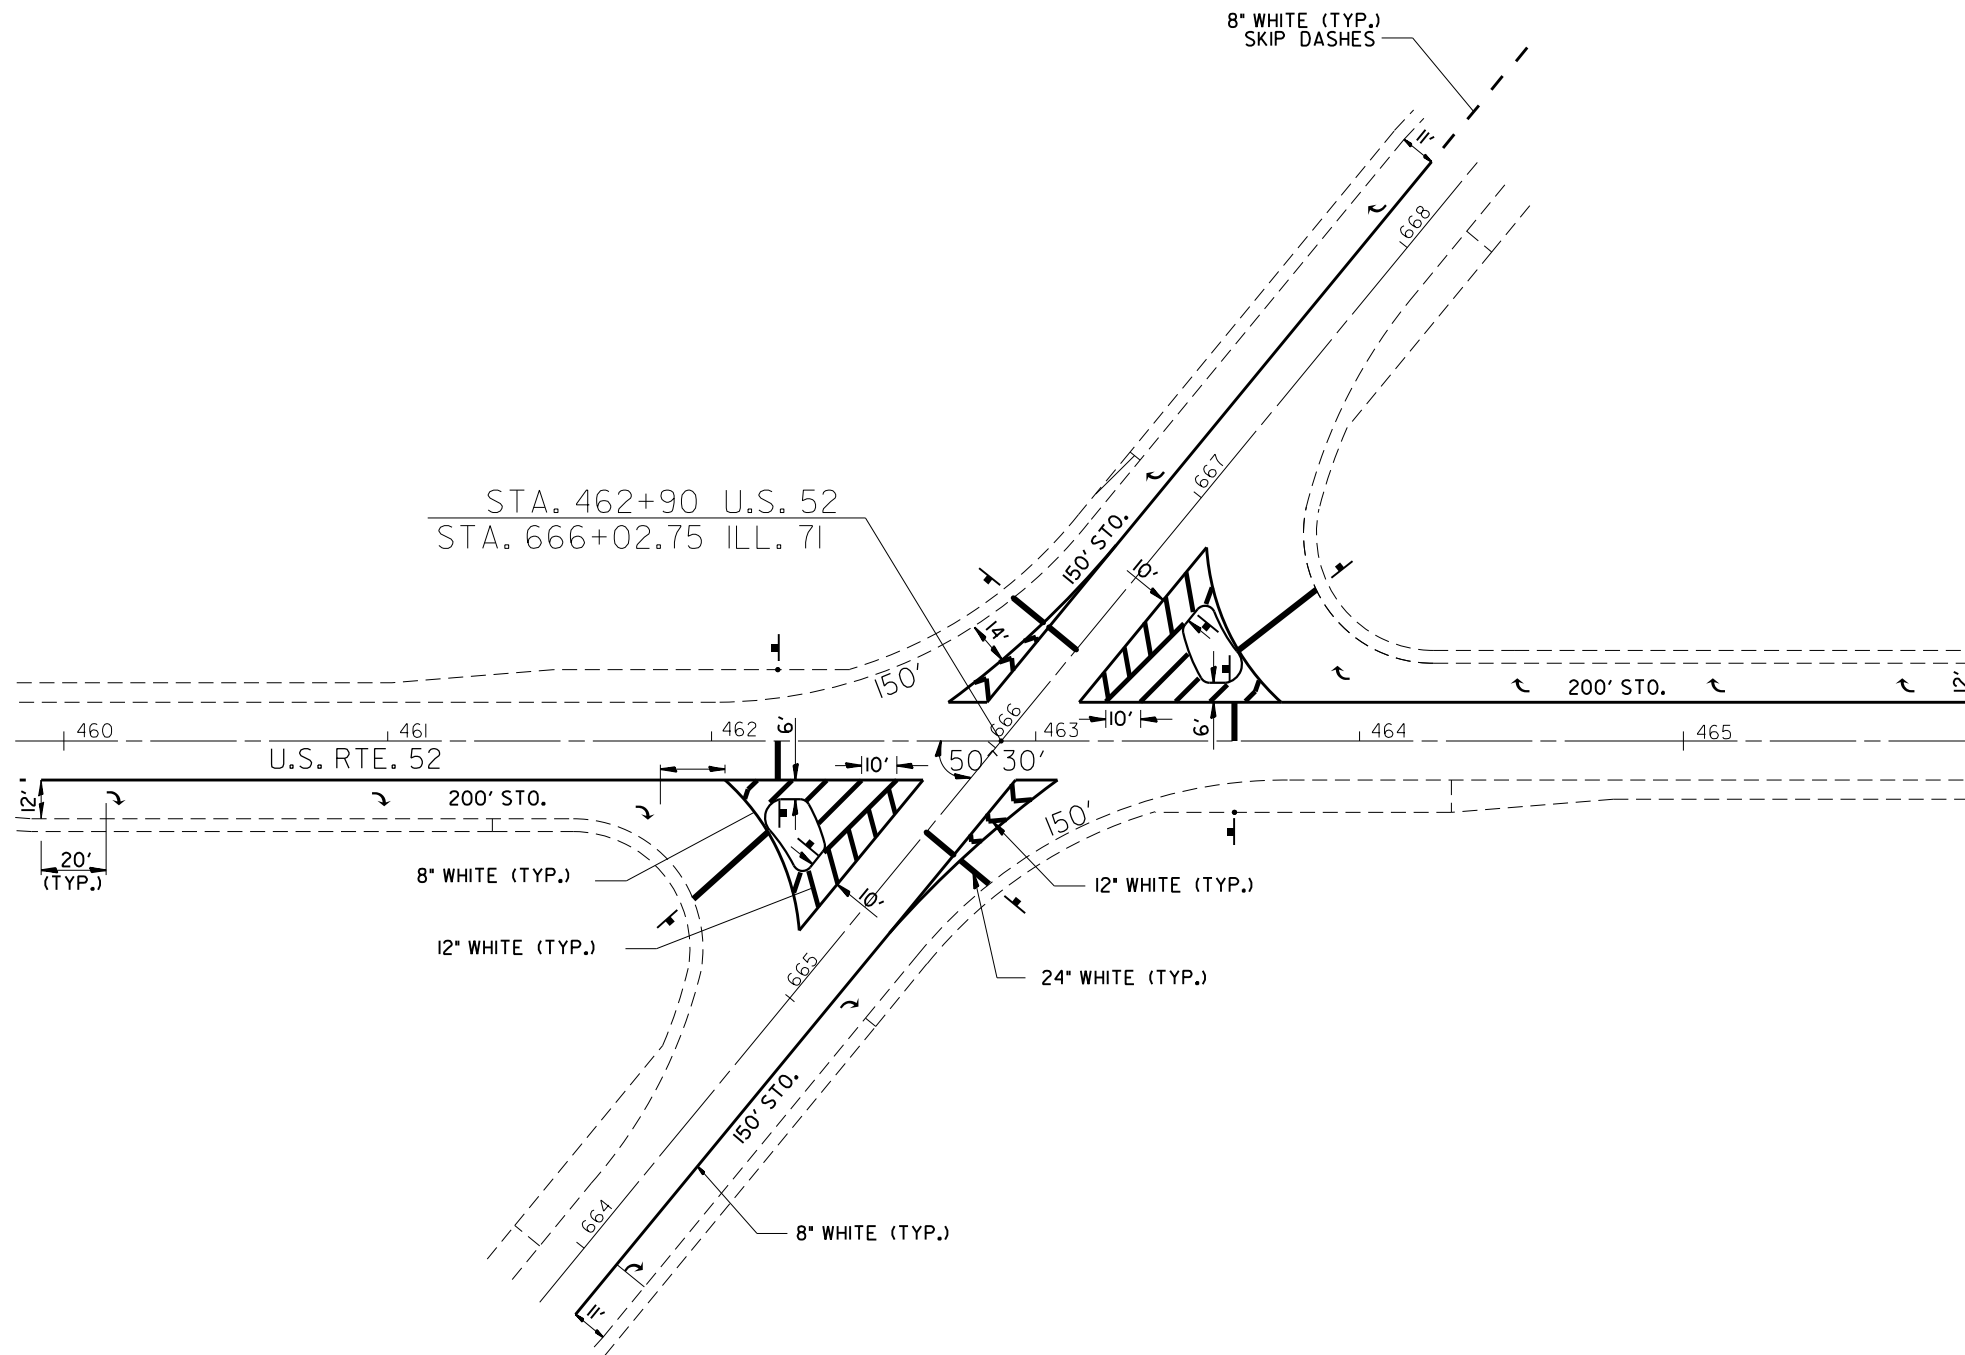 8" WHITE (TYP.)
SKIP DASHES
11'
668
667
STA. 462+90 U.S. 52
STA. 666+02.75 ILL. 71
150' STO.
10'
14'
150'
666
200' STO.
12'
10'
6'
460
461
462
463
464
465
6'
U.S. RTE. 52
50 30'
10'
12'
200' STO.
150'
20'
(TYP.)
8" WHITE (TYP.)
12" WHITE (TYP.)
10'
12" WHITE (TYP.)
24" WHITE (TYP.)
665
150' STO.
664
8" WHITE (TYP.)
11'